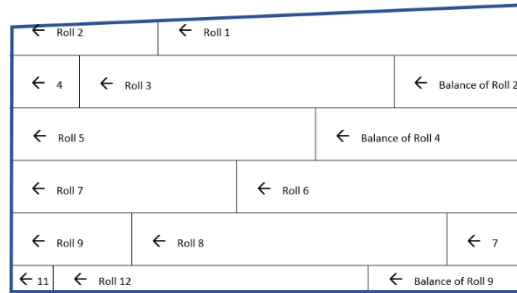 ← Roll 2 ← Roll 1
← 4 ← Roll 3 ← Balance of Roll 2
← Roll 5 ← Balance of Roll 4
← Roll 7 ← Roll 6
← Roll 9 ← Roll 8 ← 7
← 11 ← Roll 12 ← Balance of Roll 9